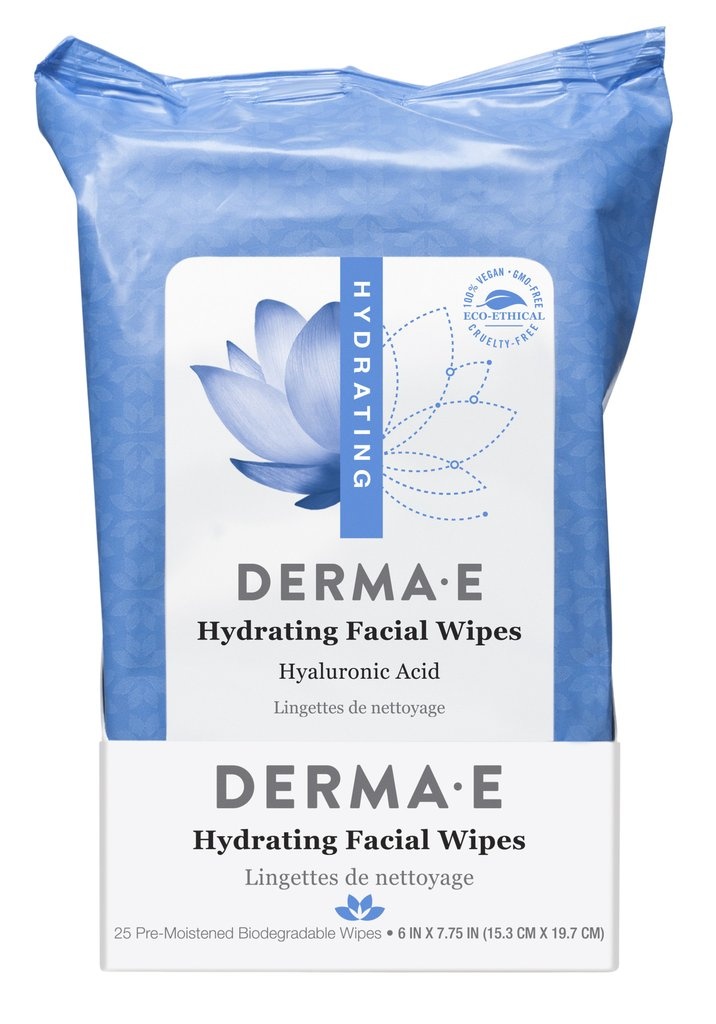 HYDRATING
100% VEGAN • GMO-FREE
ECO-ETHICAL
CRUELTY-FREE
DERMA•E
Hydrating Facial Wipes
Hyaluronic Acid
Lingettes de nettoyage
DERMA•E
Hydrating Facial Wipes
Lingettes de nettoyage
25 Pre-Moistened Biodegradable Wipes • 6 IN X 7.75 IN (15.3 CM X 19.7 CM)